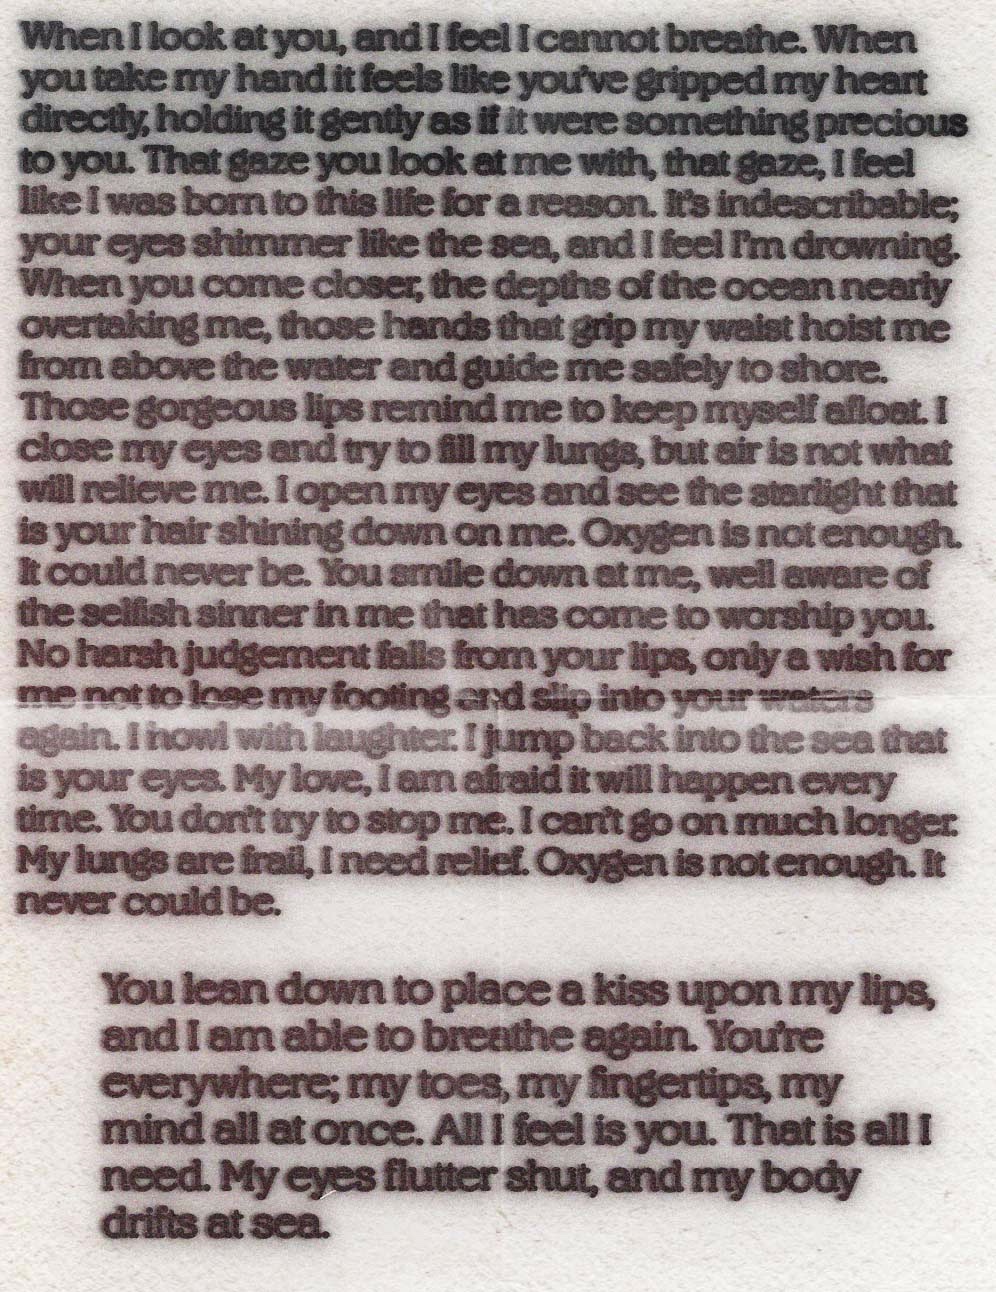 When I look at you, and I feel I cannot breathe. When
you take my hand it feels like you've gripped my heart
directly, holding it gently as if it were something precious
to you. That gaze you look at me with, that gaze, I feel
like I was born to this life for a reason. It's indescribable;
your eyes shimmer like the sea, and I feel I'm drowning.
When you come closer, the depths of the ocean nearly
overtaking me, those hands that grip my waist hoist me
from above the water and guide me safely to shore.
Those gorgeous lips remind me to keep myself afloat. I
close my eyes and try to fill my lungs, but air is not what
will relieve me. I open my eyes and see the starlight that
is your hair shining down on me. Oxygen is not enough.
It could never be. You smile down at me, well aware of
the selfish sinner in me that has come to worship you.
No harsh judgement falls from your lips, only a wish for
me not to lose my footing and slip into your waters
again. I howl with laughter. I jump back into the sea that
is your eyes. My love, I am afraid it will happen every
time. You don't try to stop me. I can't go on much longer.
My lungs are frail, I need relief. Oxygen is not enough. It
never could be.
You lean down to place a kiss upon my lips,
and I am able to breathe again. You're
everywhere; my toes, my fingertips, my
mind all at once. All I feel is you. That is all I
need. My eyes flutter shut, and my body
drifts at sea.